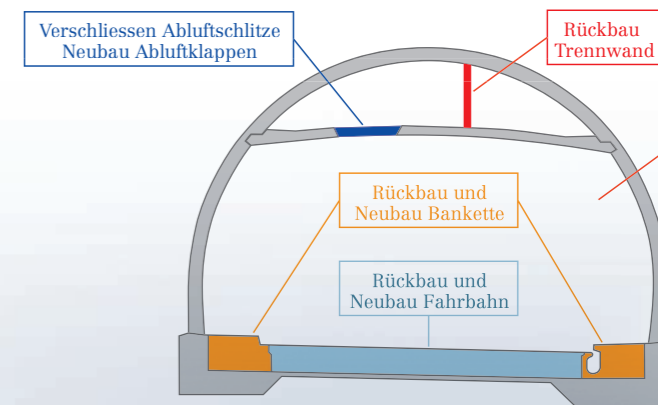 Verschliessen Abluftschlitze
Neubau Abluftklappen
Rückbau
Trennwand
Rückbau und
Neubau Bankette
Rückbau und
Neubau Fahrbahn